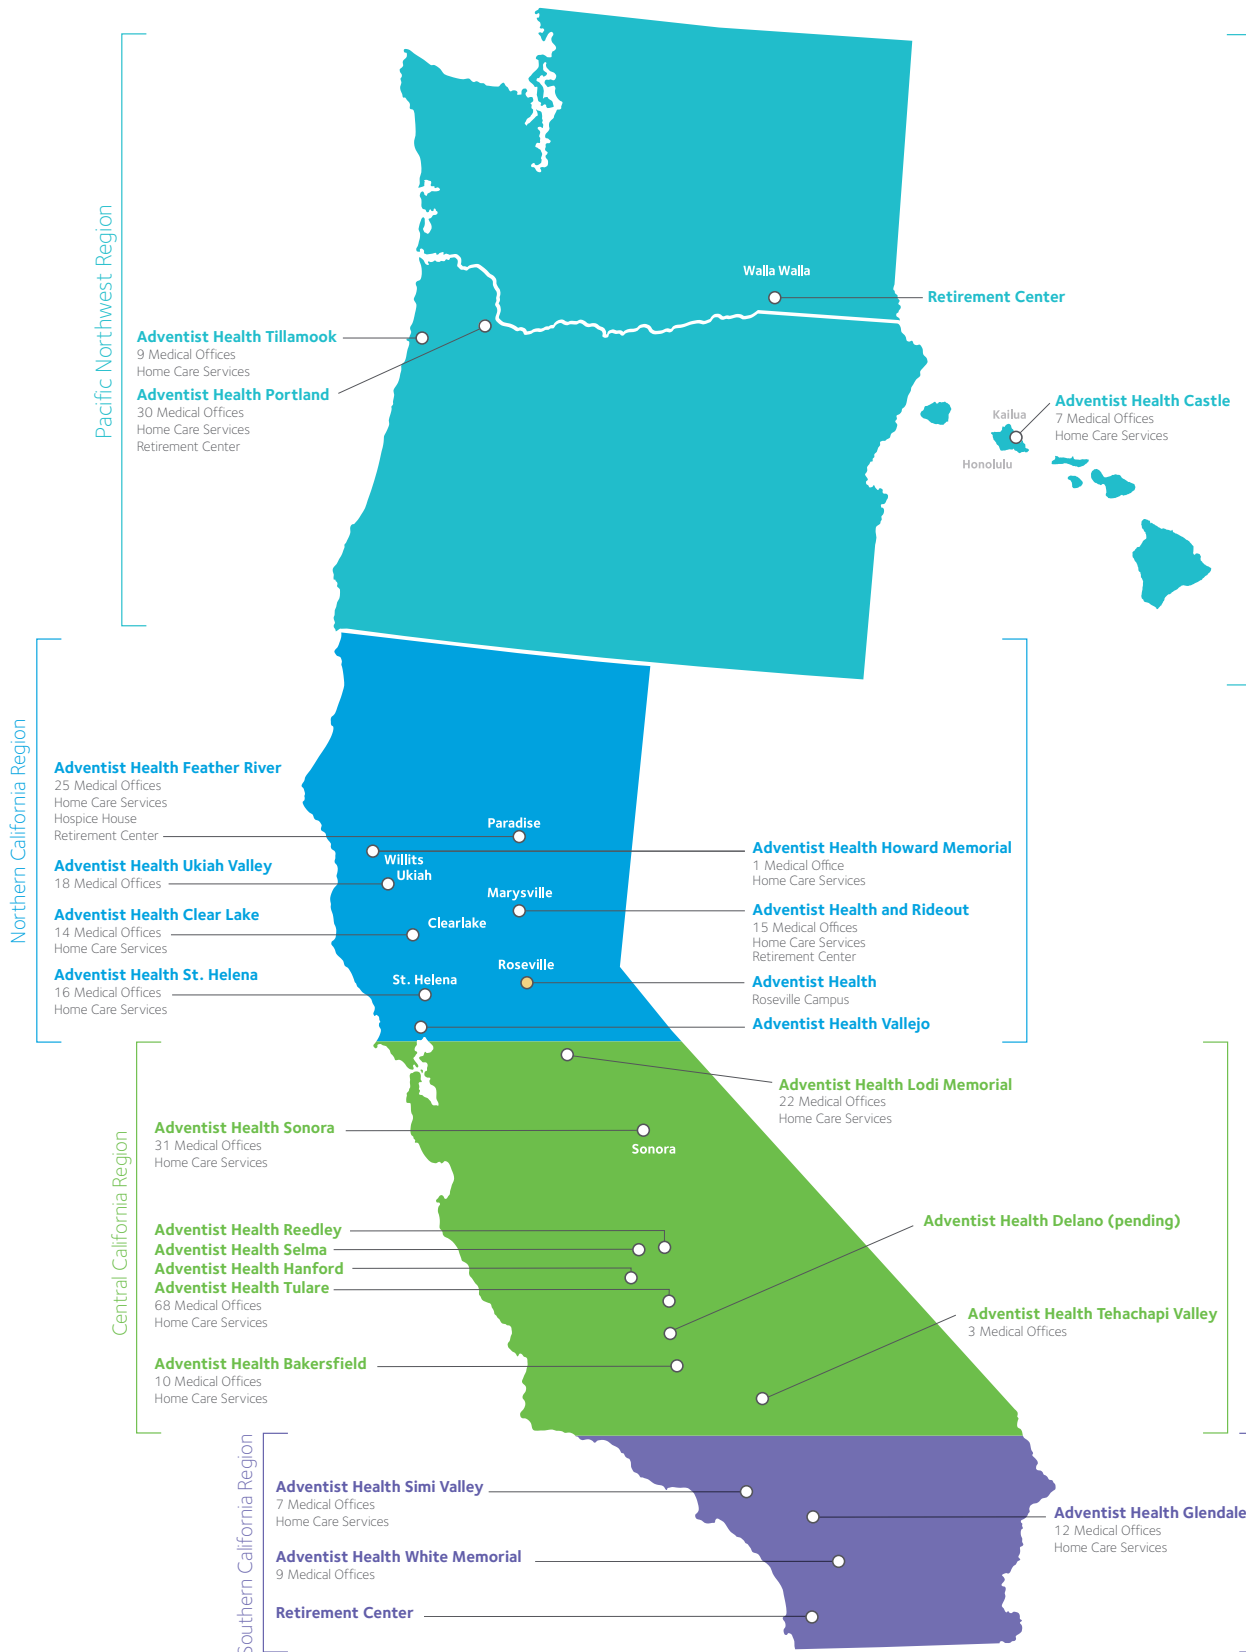 Pacific Northwest Region
Walla Walla
Retirement Center
Adventist Health Tillamook
9 Medical Offices
Home Care Services
Adventist Health Portland
30 Medical Offices
Home Care Services
Retirement Center
Kailua
Honolulu
Adventist Health Castle
7 Medical Offices
Home Care Services
Northern California Region
Adventist Health Feather River
25 Medical Offices
Home Care Services
Hospice House
Retirement Center
Paradise
Willits
Adventist Health Howard Memorial
1 Medical Office
Home Care Services
Adventist Health Ukiah Valley
18 Medical Offices
Ukiah
Marysville
Adventist Health and Rideout
15 Medical Offices
Home Care Services
Retirement Center
Adventist Health Clear Lake
14 Medical Offices
Home Care Services
Clearlake
Roseville
Adventist Health
Roseville Campus
Adventist Health St. Helena
16 Medical Offices
Home Care Services
St. Helena
Adventist Health Vallejo
Central California Region
Adventist Health Lodi Memorial
22 Medical Offices
Home Care Services
Adventist Health Sonora
31 Medical Offices
Home Care Services
Sonora
Adventist Health Reedley
Adventist Health Selma
Adventist Health Hanford
Adventist Health Tulare
68 Medical Offices
Home Care Services
Adventist Health Delano (pending)
Adventist Health Tehachapi Valley
3 Medical Offices
Adventist Health Bakersfield
10 Medical Offices
Home Care Services
Southern California Region
Adventist Health Simi Valley
7 Medical Offices
Home Care Services
Adventist Health Glendale
12 Medical Offices
Home Care Services
Adventist Health White Memorial
9 Medical Offices
Retirement Center